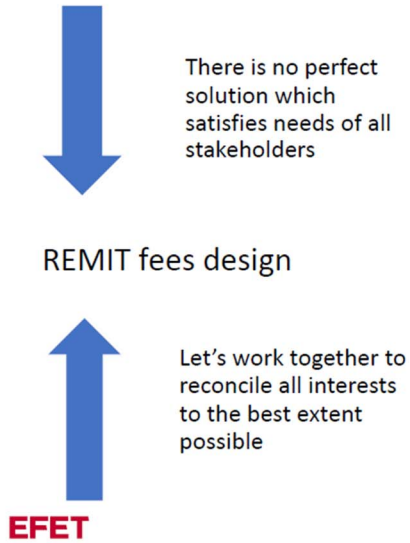 There is no perfect
solution which
satisfies needs of all
stakeholders
REMIT fees design
Let's work together to
reconcile all interests
to the best extent
possible
EFET